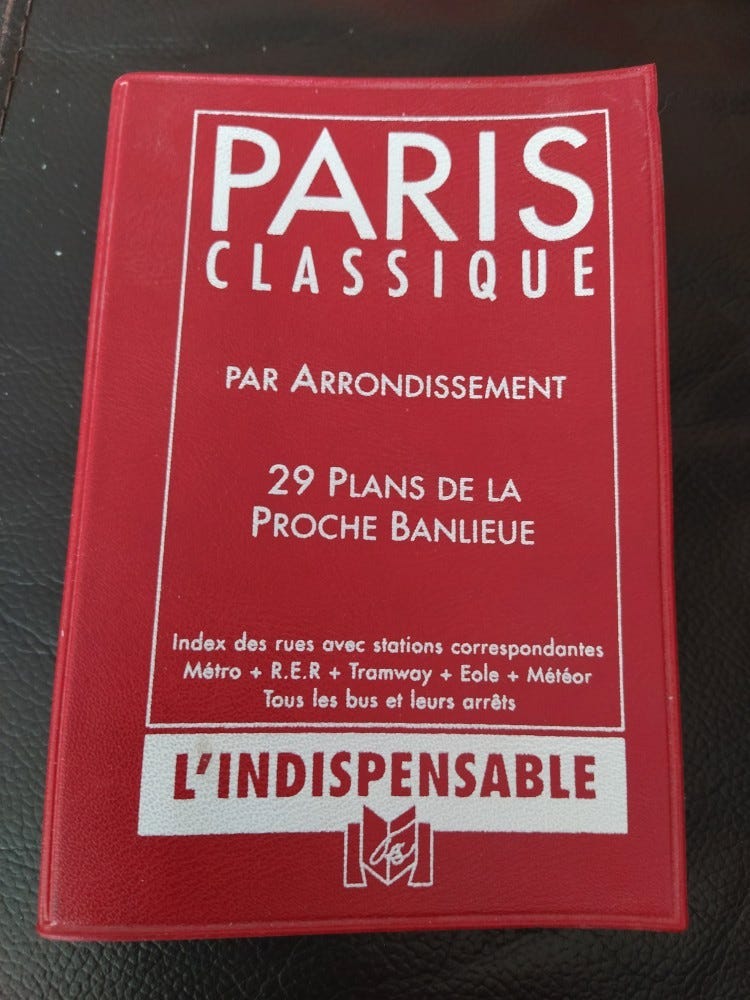 PARIS
CLASSIQUE
PAR ARRONDISSEMENT
29 PLANS DE LA
PROCHE BANLIEUE
Index des rues avec stations correspondantes
Métro + R.E.R + Tramway + Eole + Météor
Tous les bus et leurs arrêts
L'INDISPENSABLE